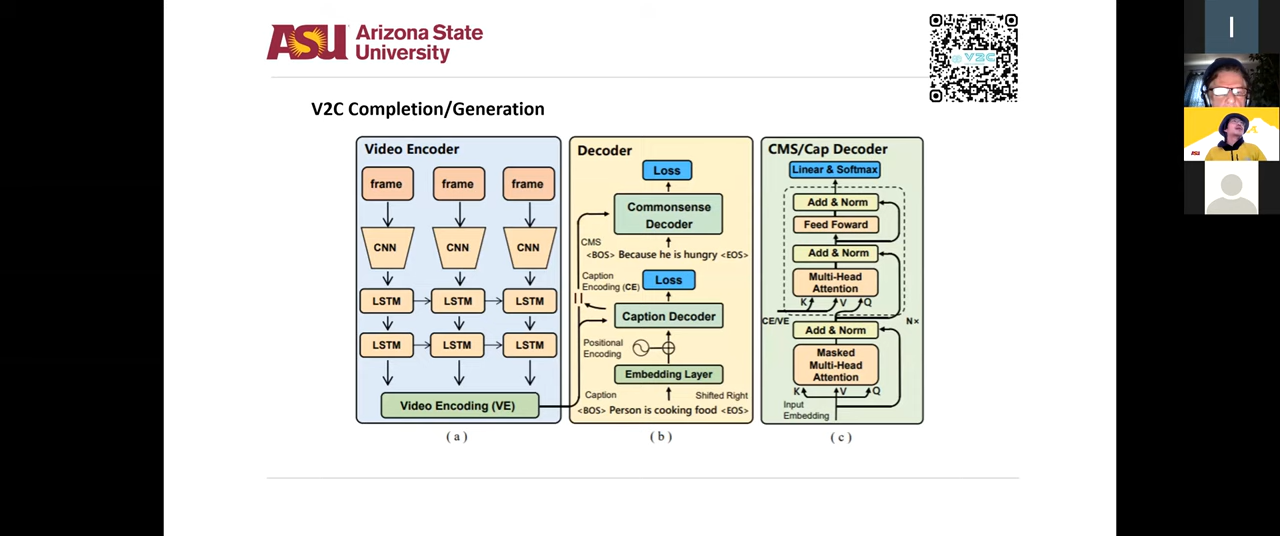 ASU Arizona State
University
V2C
V2C Completion/Generation
Video Encoder
frame
frame
frame
CNN
CNN
CNN
LSTM
LSTM
LSTM
LSTM
LSTM
LSTM
Video Encoding (VE)
( a )
Decoder
Loss
Commonsense
Decoder
CMS
<BOS> Because he is hungry <EOS>
Caption
Encoding (CE)
Loss
Caption Decoder
Positional
Encoding
Embedding Layer
Caption
Shifted Right
<BOS> Person is cooking food <EOS>
( b )
CMS/Cap Decoder
Linear & Softmax
Add & Norm
Feed Foward
Add & Norm
Multi-Head
Attention
K V Q
CE/VE
N×
Add & Norm
Masked
Multi-Head
Attention
K V Q
Input
Embedding
( c )
I
ASU